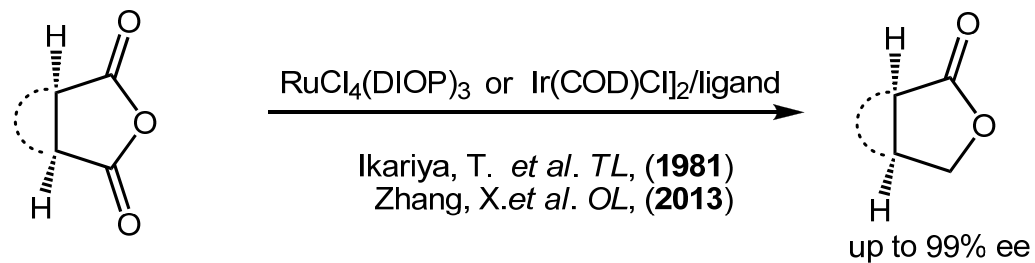 H
O
O
H
O
RuCl4(DIOP)3 or Ir(COD)Cl]2/ligand
Ikariya, T. et al. TL, (1981)
Zhang, X.et al. OL, (2013)
H
O
O
H
up to 99% ee